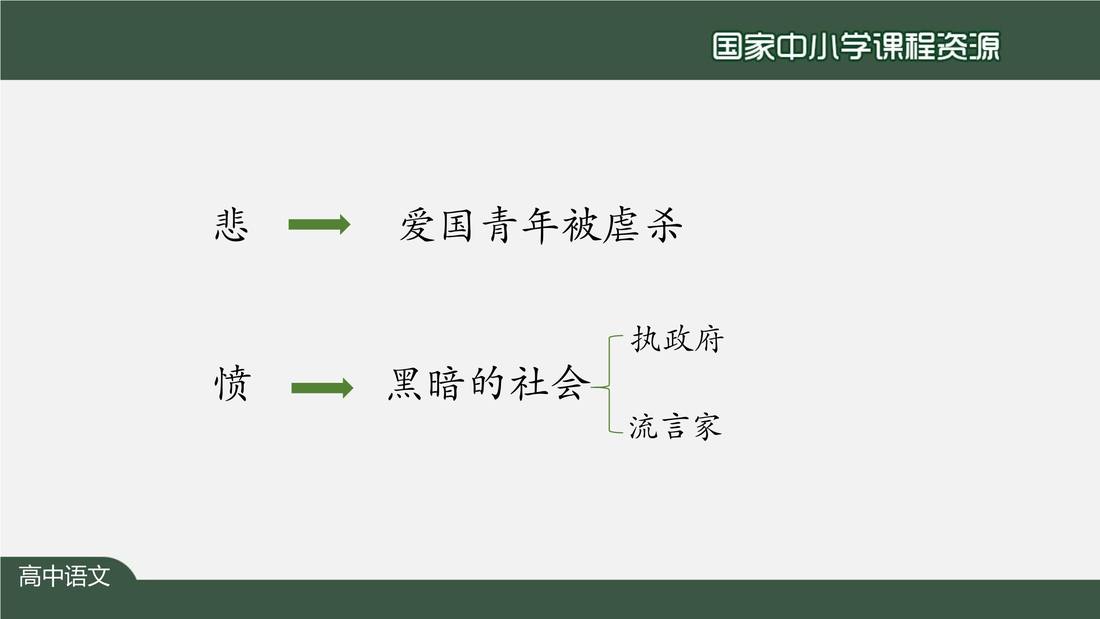 国家中小学课程资源
悲 爱国青年被虐杀
执政府
愤 黑暗的社会
流言家
高中语文